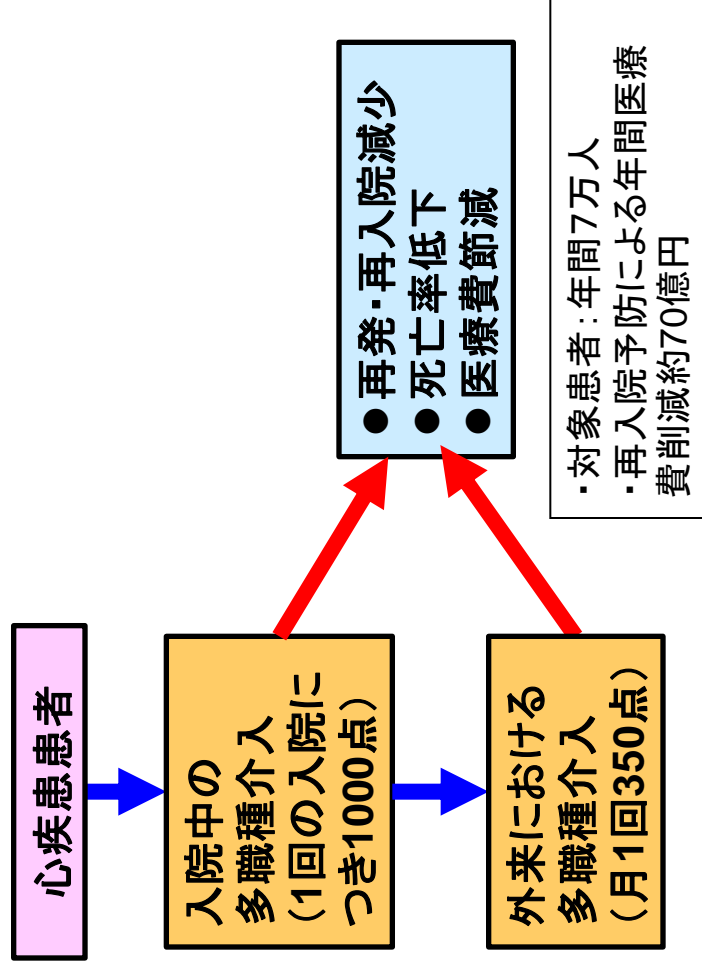 心疾患患者
入院中の
多職種介入
(1回の入院に
つき1000点)
外来における
多職種介入
(月1回350点)
●再発・再入院減少
●死亡率低下
●医療費節減
・対象患者:年間7万人
・再入院予防による年間医療
費削減約70億円